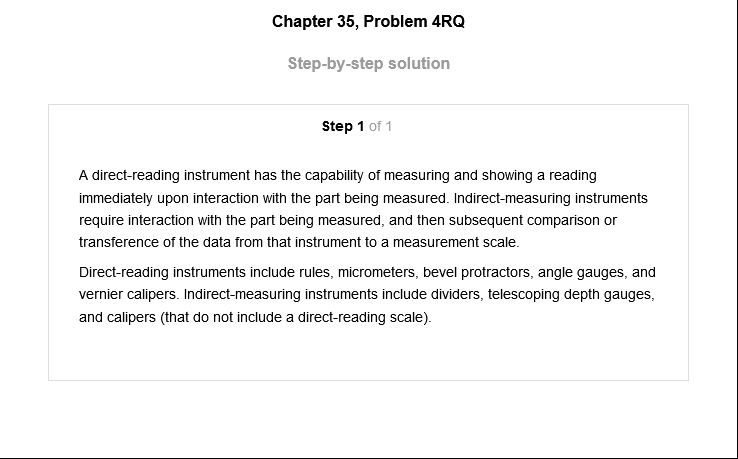 Chapter 35, Problem 4RQ
Step-by-step solution
Step 1 of 1
A direct-reading instrument has the capability of measuring and showing a reading
immediately upon interaction with the part being measured. Indirect-measuring instruments
require interaction with the part being measured, and then subsequent comparison or
transference of the data from that instrument to a measurement scale.
Direct-reading instruments include rules, micrometers, bevel protractors, angle gauges, and
vernier calipers. Indirect-measuring instruments include dividers, telescoping depth gauges,
and calipers (that do not include a direct-reading scale).